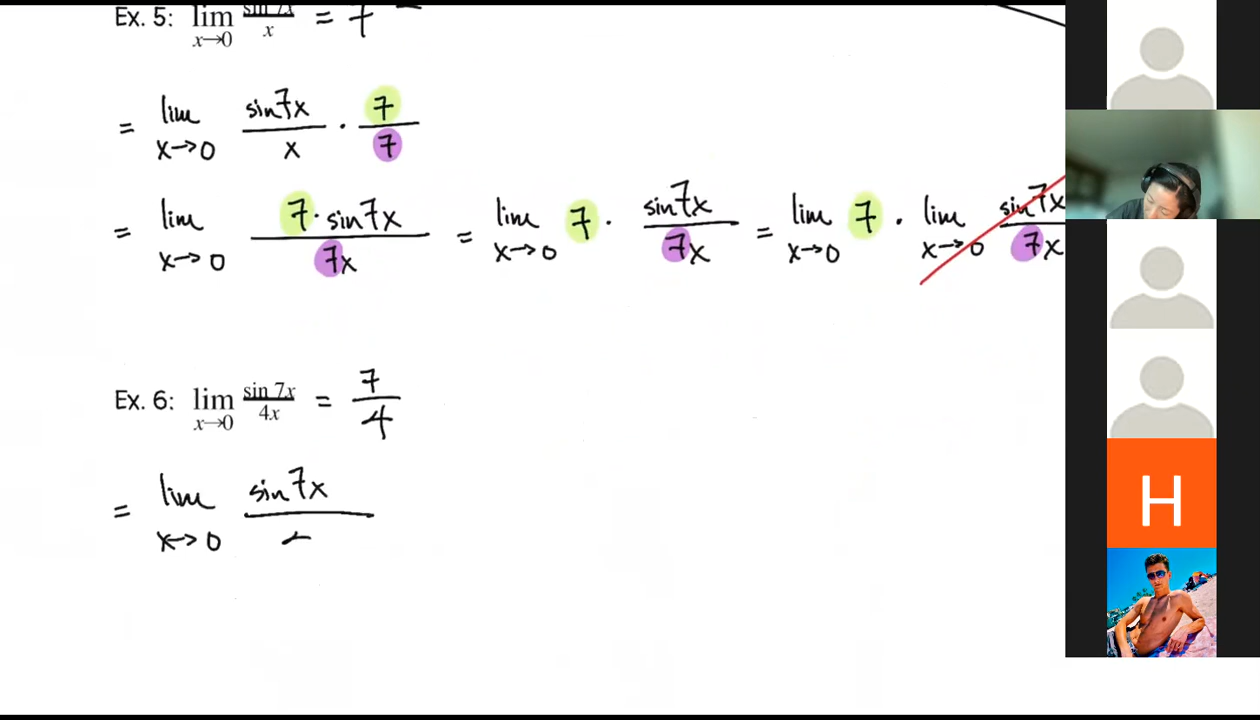 Ex. 5: lim x→0 sin 7x / x = 7
= lim x→0 sin7x / x · 7 / 7
= lim x→0 7·sin7x / 7x = lim x→0 7 · sin7x / 7x = lim x→0 7 · lim x→0 sin7x / 7x
Ex. 6: lim x→0 sin 7x / 4x = 7 / 4
= lim x→0 sin7x /
H